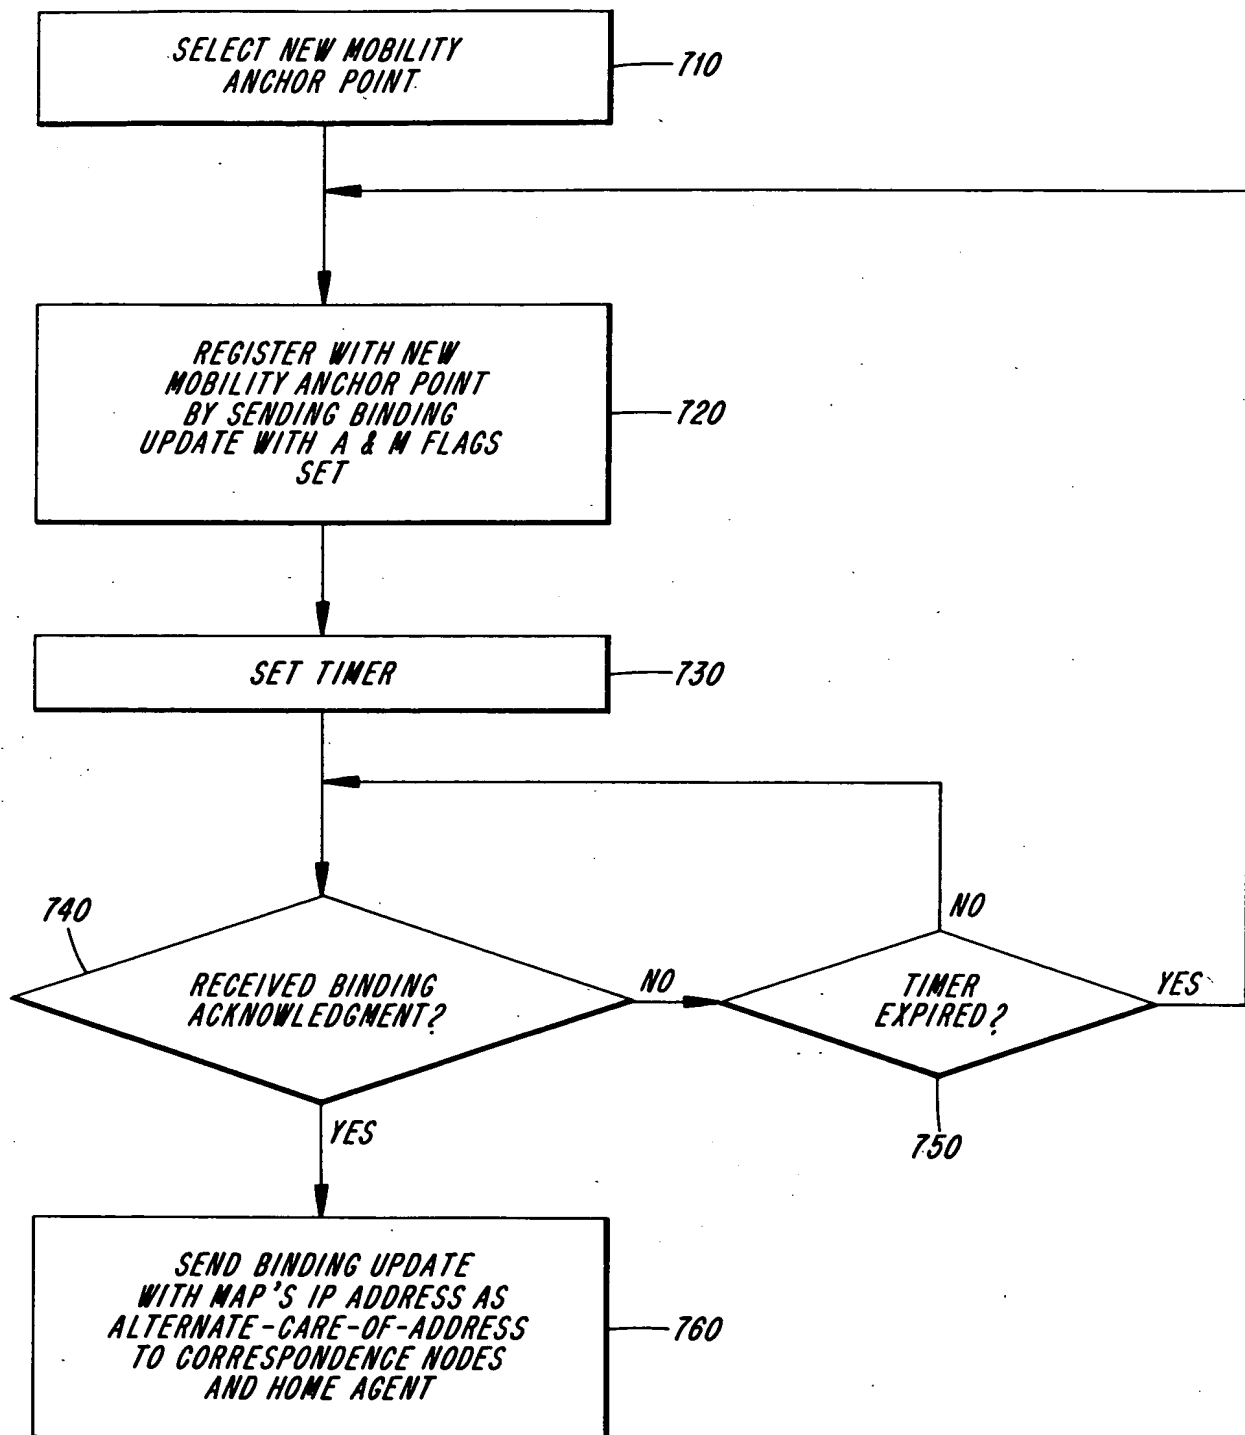 SELECT NEW MOBILITY
ANCHOR POINT
710
REGISTER WITH NEW
MOBILITY ANCHOR POINT
BY SENDING BINDING
UPDATE WITH A & M FLAGS
SET
720
SET TIMER
730
740
RECEIVED BINDING
ACKNOWLEDGMENT?
NO
NO
TIMER
EXPIRED?
YES
750
YES
SEND BINDING UPDATE
WITH MAP'S IP ADDRESS AS
ALTERNATE-CARE-OF-ADDRESS
TO CORRESPONDENCE NODES
AND HOME AGENT
760